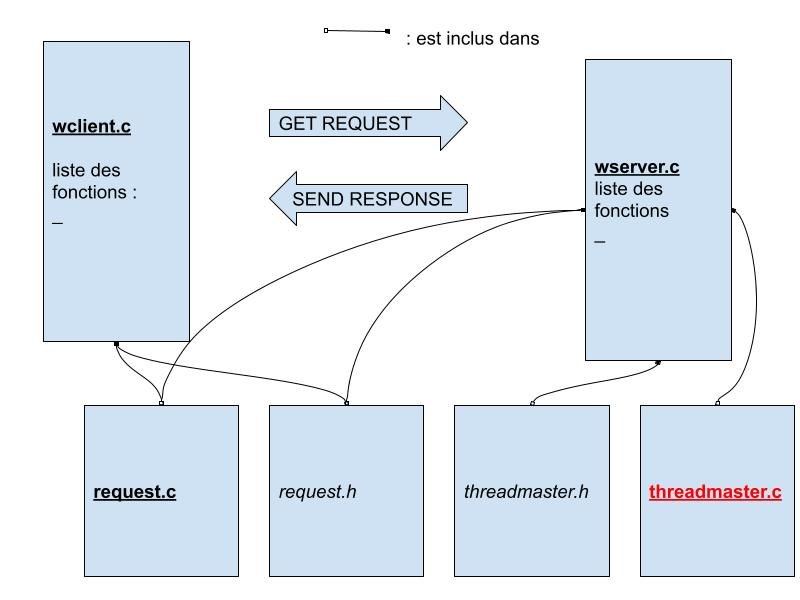 : est inclus dans
wclient.c
liste des
fonctions :
_
GET REQUEST
SEND RESPONSE
wserver.c
liste des
fonctions
_
request.c
request.h
threadmaster.h
threadmaster.c